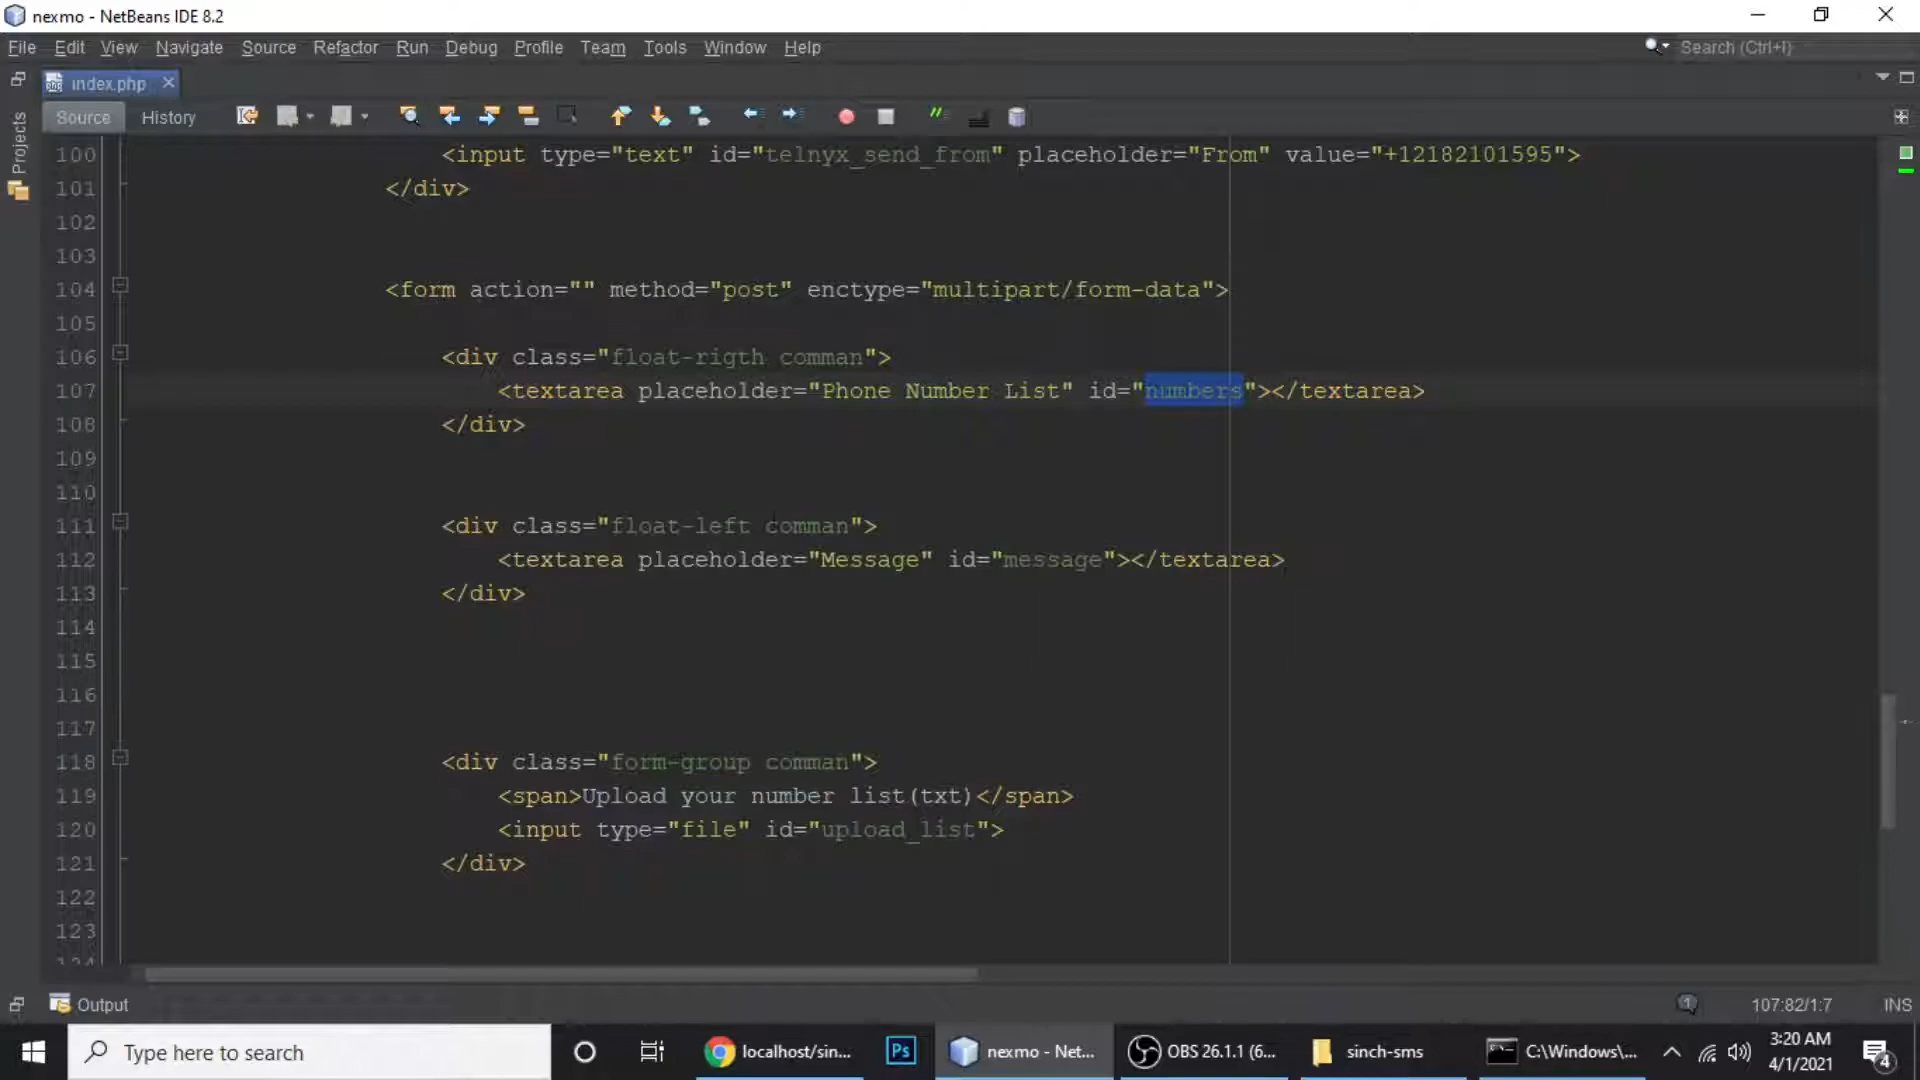 nexmo - NetBeans IDE 8.2
File Edit View Navigate Source Refactor Run Debug Profile Team Tools Window Help
Search (Ctrl+I)
index.php
Source History
Projects
100 <input type="text" id="telnyx_send_from" placeholder="From" value="+12182101595">
101 </div>
102
103
104 <form action="" method="post" enctype="multipart/form-data">
105
106 <div class="float-rigth comman">
107 <textarea placeholder="Phone Number List" id="numbers"></textarea>
108 </div>
109
110
111 <div class="float-left comman">
112 <textarea placeholder="Message" id="message"></textarea>
113 </div>
114
115
116
117
118 <div class="form-group comman">
119 <span>Upload your number list(txt)</span>
120 <input type="file" id="upload_list">
121 </div>
122
123
124
Output
1
107:82/1:7 INS
Type here to search
localhost/sin...
Ps
nexmo - Net...
OBS 26.1.1 (6...
sinch-sms
C:\Windows\...
3:20 AM
4/1/2021
4